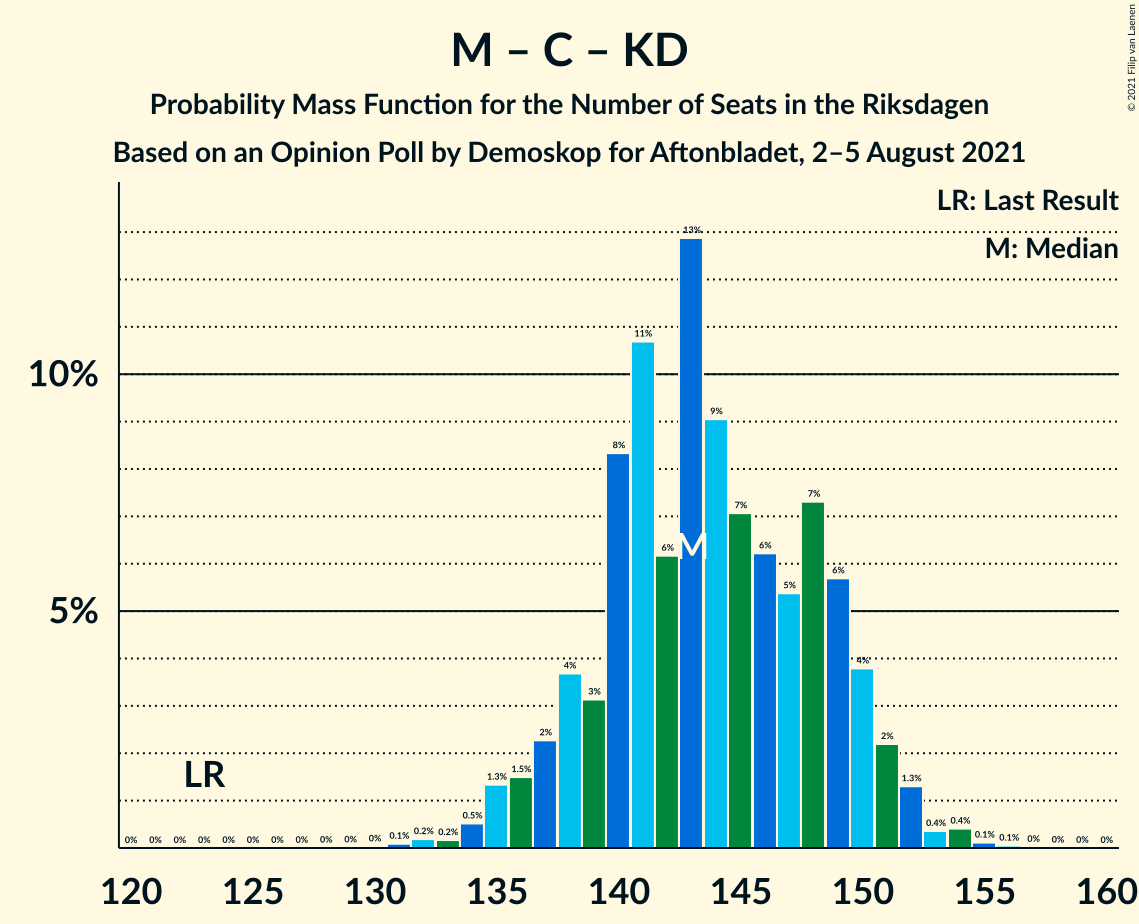 M – C – KD
Probability Mass Function for the Number of Seats in the Riksdagen
Based on an Opinion Poll by Demoskop for Aftonbladet, 2–5 August 2021
© 2021 Filip van Laenen
LR: Last Result
M: Median
10%
5%
LR
M
0% 0% 0% 0% 0% 0% 0% 0% 0% 0% 0% 0.1% 0.2% 0.2% 0.5% 1.3% 1.5% 2% 4% 3% 8% 11% 6% 13% 9% 7% 6% 5% 7% 6% 4% 2% 1.3% 0.4% 0.4% 0.1% 0.1% 0% 0% 0% 0%
120 125 130 135 140 145 150 155 160